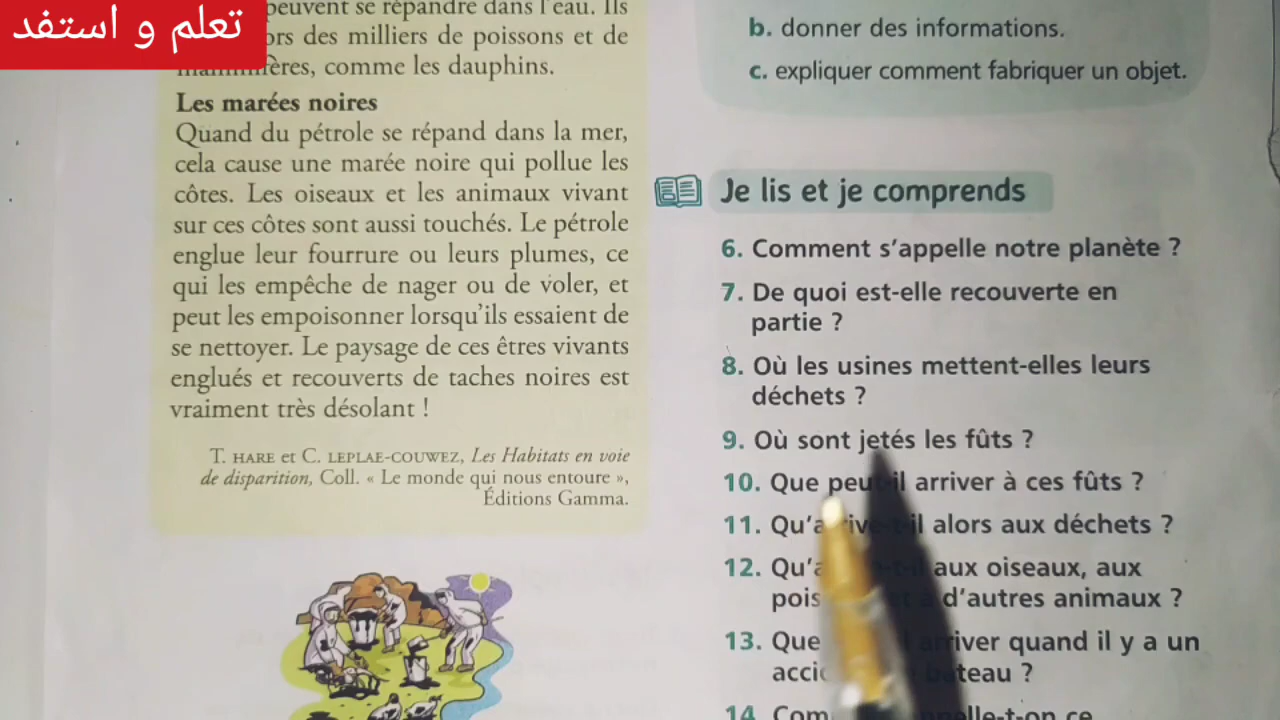 تعلم و استفد
peuvent se répandre dans l'eau. Ils
ors des milliers de poissons et de
mammifères, comme les dauphins.
Les marées noires
Quand du pétrole se répand dans la mer,
cela cause une marée noire qui pollue les
côtes. Les oiseaux et les animaux vivant
sur ces côtes sont aussi touchés. Le pétrole
englue leur fourrure ou leurs plumes, ce
qui les empêche de nager ou de voler, et
peut les empoisonner lorsqu'ils essaient de
se nettoyer. Le paysage de ces êtres vivants
englués et recouverts de taches noires est
vraiment très désolant !
T. HARE et C. LEPLAE-COUWEZ, Les Habitats en voie
de disparition, Coll. « Le monde qui nous entoure »,
Éditions Gamma.
b. donner des informations.
c. expliquer comment fabriquer un objet.
Je lis et je comprends
6. Comment s'appelle notre planète ?
7. De quoi est-elle recouverte en
partie ?
8. Où les usines mettent-elles leurs
déchets ?
9. Où sont jetés les fûts ?
10. Que peut-il arriver à ces fûts ?
11. Qu'arrive-t-il alors aux déchets ?
12. aux oiseaux, aux
d'autres animaux ?
13. Que arriver quand il y a un
bateau ?
14.